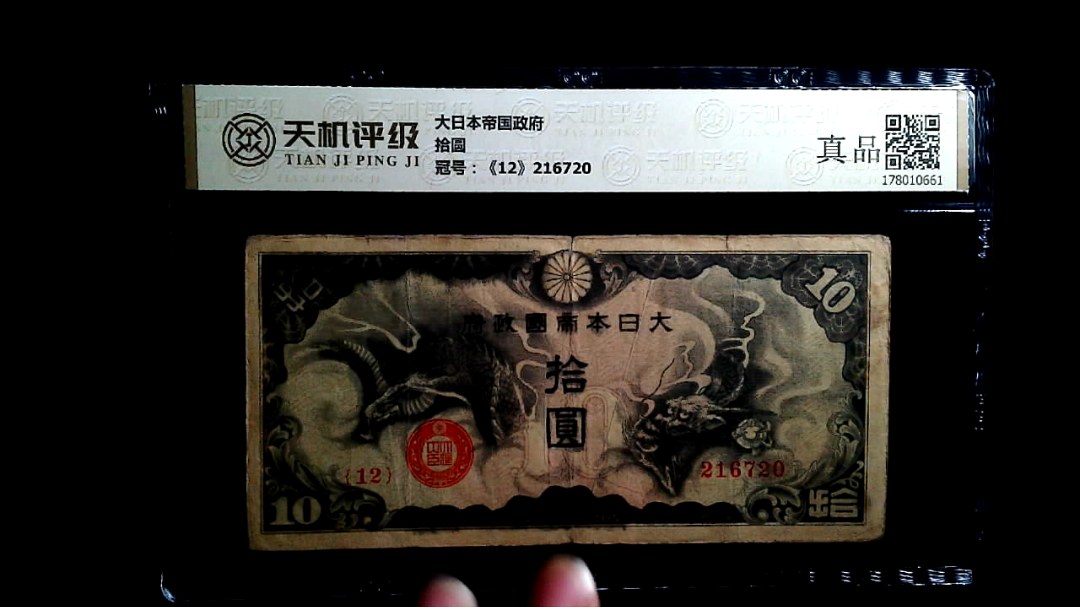 天机评级
TIAN JI PING JI
大日本帝国政府
拾圆
冠号：《12》216720
真品
178010661
10
府政國帝本日大
拾
圓
(12)
216720
10
拾